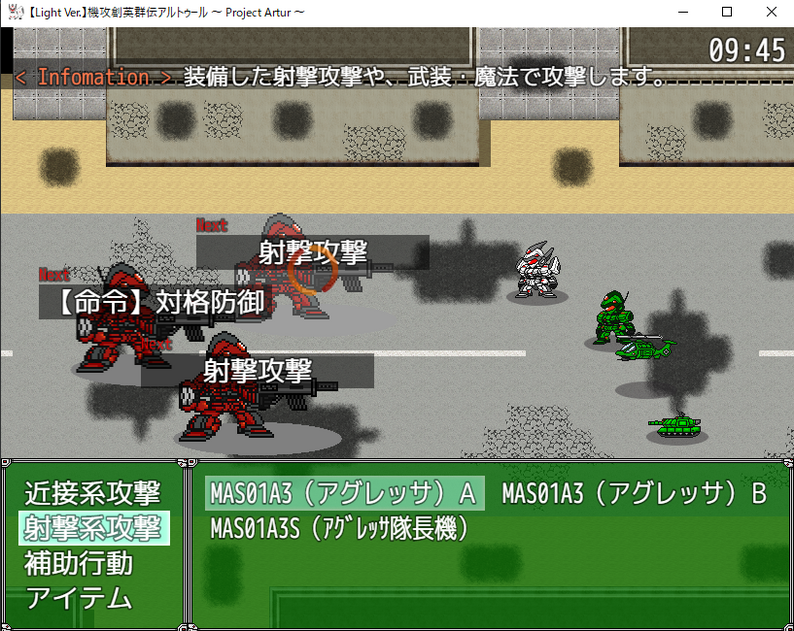 【Light Ver.】機攻創英群伝アルトゥール ～ Project Artur ～
09:45
< Infomation > 装備した射撃攻撃や、武装・魔法で攻撃します。
Next
射撃攻撃
Next
【命令】対格防御
Next
射撃攻撃
近接系攻撃
射撃系攻撃
補助行動
アイテム
MAS01A3（アグレッサ）A
MAS01A3（アグレッサ）B
MAS01A3S（ｱｸﾞﾚｯｻ隊長機）